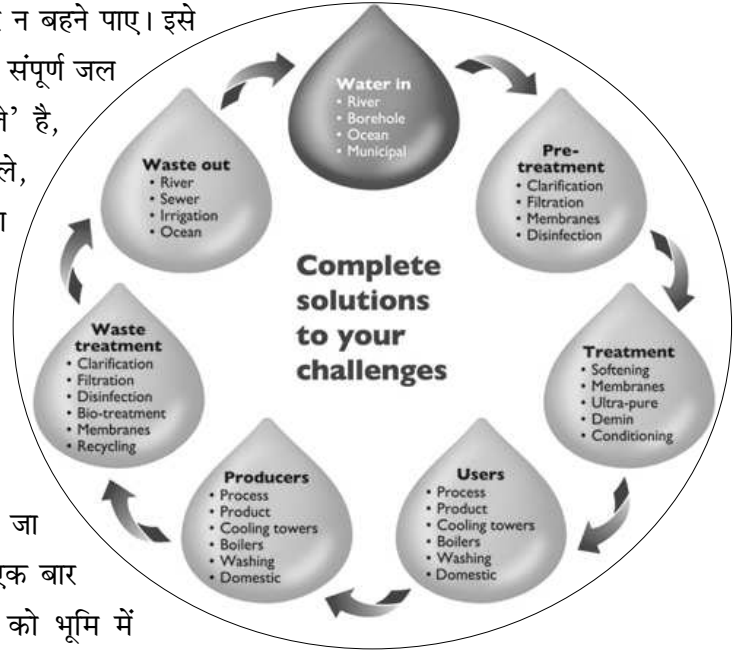 न बहने पाए। इसे
संपूर्ण जल
है,
ले,
Water in
• River
• Borehole
• Ocean
• Municipal
Pre-
treatment
• Clarification
• Filtration
• Membranes
• Disinfection
Treatment
• Softening
• Membranes
• Ultra-pure
• Demin
• Conditioning
Users
• Process
• Product
• Cooling towers
• Boilers
• Washing
• Domestic
Producers
• Process
• Product
• Cooling towers
• Boilers
• Washing
• Domestic
Waste
treatment
• Clarification
• Filtration
• Disinfection
• Bio-treatment
• Membranes
• Recycling
Waste out
• River
• Sewer
• Irrigation
• Ocean
Complete
solutions
to your
challenges
जा
एक बार
को भूमि में